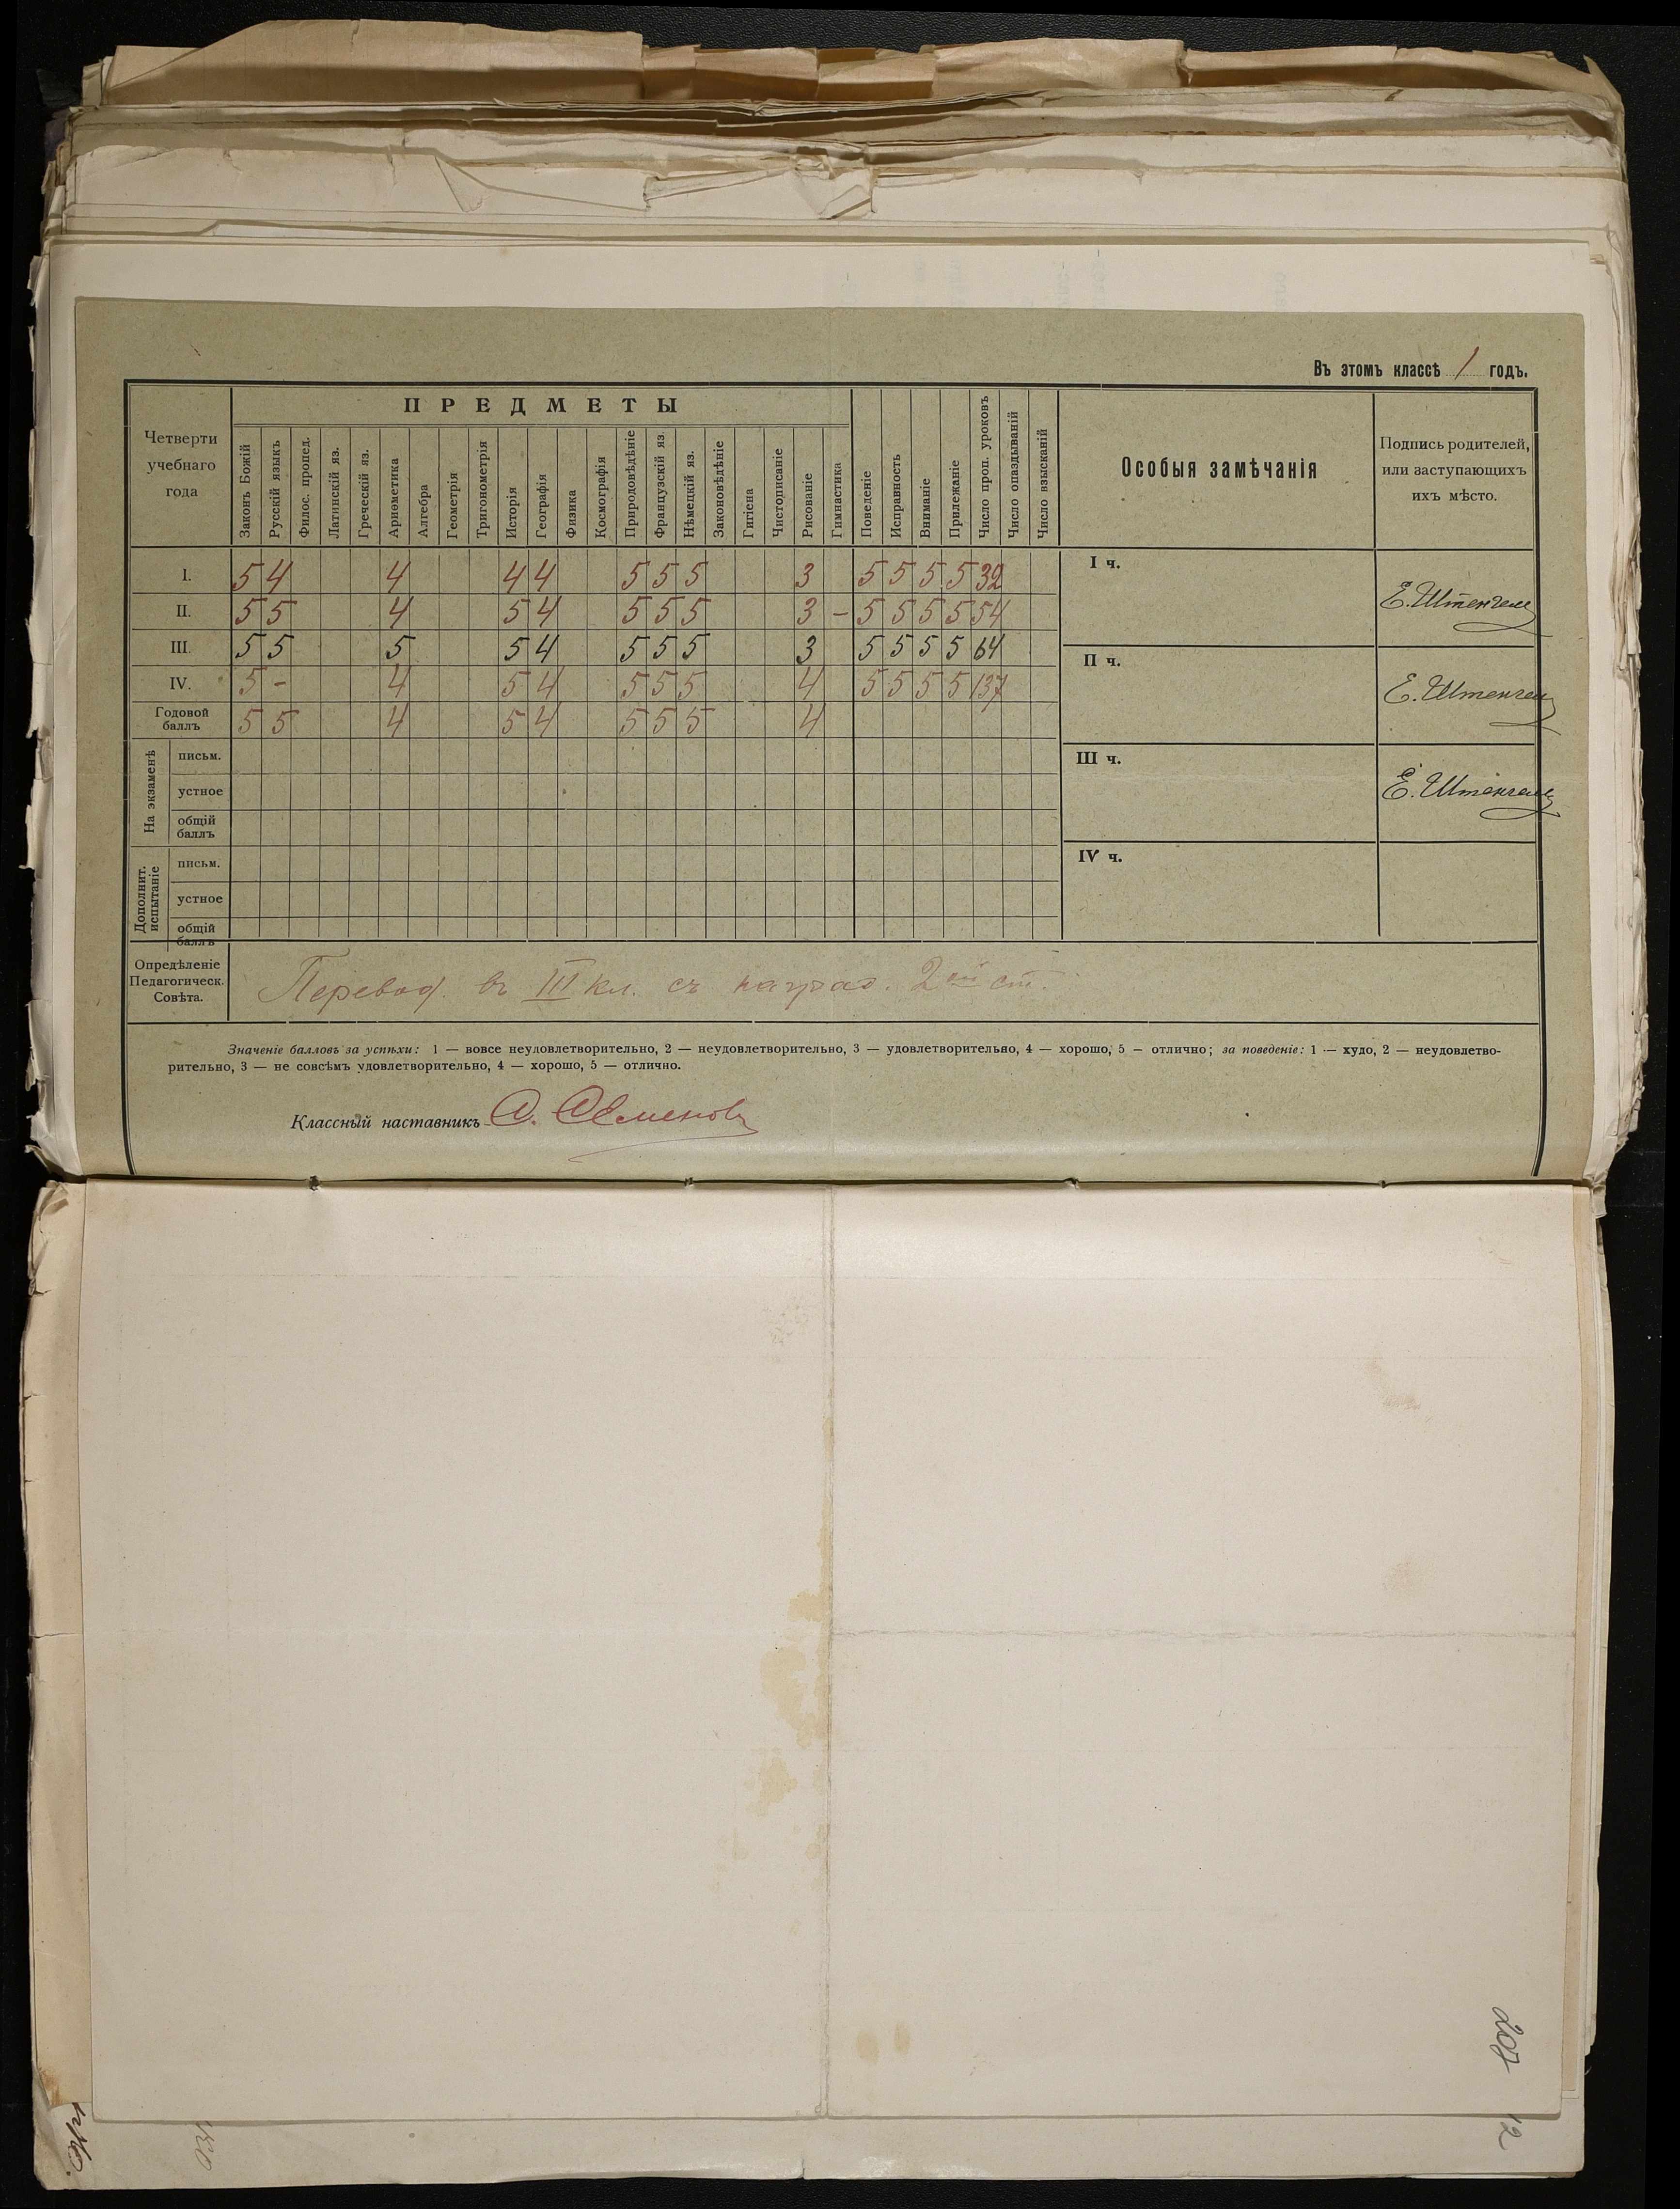 Въ этомъ классѣ 1 годъ.
Четверти учебнаго года
ПРЕДМЕТЫ
Законъ Божій
Русскій языкъ
Филос. пропед.
Латинскій яз.
Греческій яз.
Ариѳметика
Алгебра
Геометрія
Тригонометрія
Исторія
Географія
Физика
Космографія
Природовѣдѣніе
Французскій яз.
Нѣмецкій яз.
Законовѣдѣніе
Гигіена
Чистописаніе
Рисованіе
Гимнастика
Поведеніе
Исправность
Вниманіе
Прилежаніе
Число проп. уроковъ
Число опаздываній
Число взысканій
Особыя замѣчанія
Подпись родителей,
или заступающихъ
ихъ мѣсто.
I. 5 4 4 4 4 5 5 5 3 5 5 5 5 32
II. 5 5 4 5 4 5 5 5 3 – 5 5 5 5 54
III. 5 5 5 5 4 5 5 5 3 5 5 5 5 64
IV. 5 – 4 5 4 5 5 5 4 5 5 5 5 137
Годовой баллъ 5 5 4 5 4 5 5 5 4
На экзаменѣ
письм.
устное
общій баллъ
Дополнит. испытаніе
письм.
устное
общій баллъ
I ч. Е. Штенгель
II ч. Е. Штенгель
III ч. Е. Штенгель
IV ч.
Опредѣленіе
Педагогическ.
Совѣта.
Перевод. въ III кл. съ наград. 2ой ст.
Значеніе балловъ за успѣхи: 1 — вовсе неудовлетворительно, 2 — неудовлетворительно, 3 — удовлетворительно, 4 — хорошо, 5 — отлично; за поведеніе: 1 — худо, 2 — неудовлетво-
рительно, 3 — не совсѣмъ удовлетворительно, 4 — хорошо, 5 — отлично.
Классный наставникъ А. Семеновъ
207
12